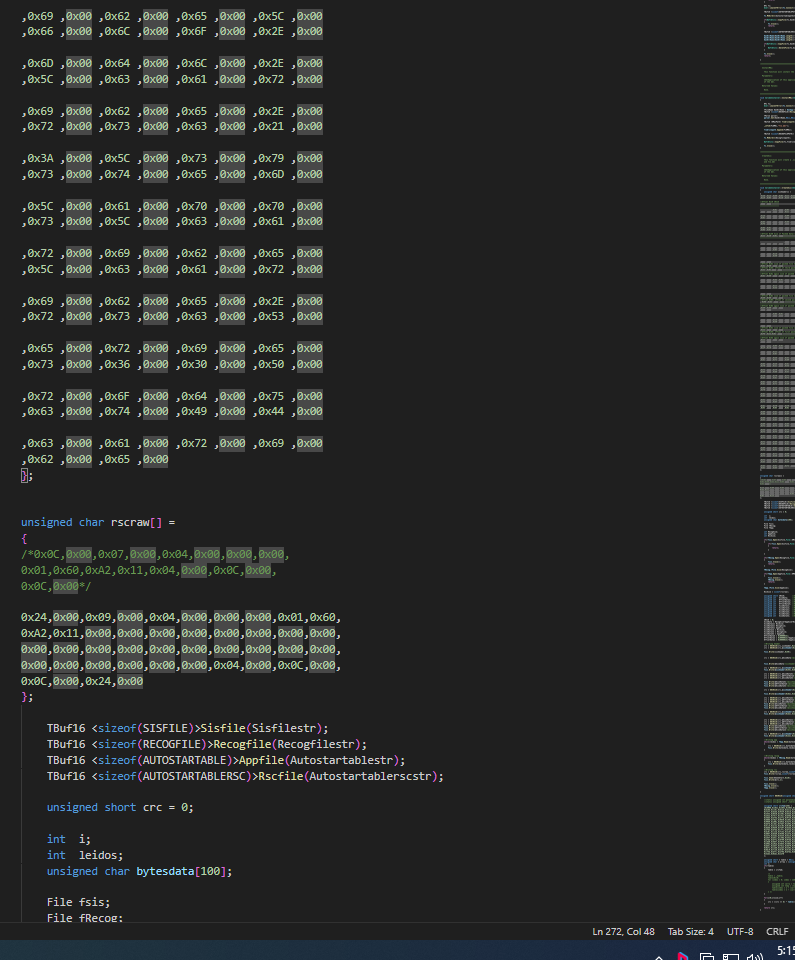 ,0x69 ,0x00 ,0x62 ,0x00 ,0x65 ,0x00 ,0x5C ,0x00
,0x66 ,0x00 ,0x6C ,0x00 ,0x6F ,0x00 ,0x2E ,0x00
,0x6D ,0x00 ,0x64 ,0x00 ,0x6C ,0x00 ,0x2E ,0x00
,0x5C ,0x00 ,0x63 ,0x00 ,0x61 ,0x00 ,0x72 ,0x00
,0x69 ,0x00 ,0x62 ,0x00 ,0x65 ,0x00 ,0x2E ,0x00
,0x72 ,0x00 ,0x73 ,0x00 ,0x63 ,0x00 ,0x21 ,0x00
,0x3A ,0x00 ,0x5C ,0x00 ,0x73 ,0x00 ,0x79 ,0x00
,0x73 ,0x00 ,0x74 ,0x00 ,0x65 ,0x00 ,0x6D ,0x00
,0x5C ,0x00 ,0x61 ,0x00 ,0x70 ,0x00 ,0x70 ,0x00
,0x73 ,0x00 ,0x5C ,0x00 ,0x63 ,0x00 ,0x61 ,0x00
,0x72 ,0x00 ,0x69 ,0x00 ,0x62 ,0x00 ,0x65 ,0x00
,0x5C ,0x00 ,0x63 ,0x00 ,0x61 ,0x00 ,0x72 ,0x00
,0x69 ,0x00 ,0x62 ,0x00 ,0x65 ,0x00 ,0x2E ,0x00
,0x72 ,0x00 ,0x73 ,0x00 ,0x63 ,0x00 ,0x53 ,0x00
,0x65 ,0x00 ,0x72 ,0x00 ,0x69 ,0x00 ,0x65 ,0x00
,0x73 ,0x00 ,0x36 ,0x00 ,0x30 ,0x00 ,0x50 ,0x00
,0x72 ,0x00 ,0x6F ,0x00 ,0x64 ,0x00 ,0x75 ,0x00
,0x63 ,0x00 ,0x74 ,0x00 ,0x49 ,0x00 ,0x44 ,0x00
,0x63 ,0x00 ,0x61 ,0x00 ,0x72 ,0x00 ,0x69 ,0x00
,0x62 ,0x00 ,0x65 ,0x00
};
unsigned char rscraw[] =
{
/*0x0C,0x00,0x07,0x00,0x04,0x00,0x00,0x00,
0x01,0x60,0xA2,0x11,0x04,0x00,0x0C,0x00,
0x0C,0x00*/
0x24,0x00,0x09,0x00,0x04,0x00,0x00,0x00,0x01,0x60,
0xA2,0x11,0x00,0x00,0x00,0x00,0x00,0x00,0x00,0x00,
0x00,0x00,0x00,0x00,0x00,0x00,0x00,0x00,0x00,0x00,
0x00,0x00,0x00,0x00,0x00,0x00,0x04,0x00,0x0C,0x00,
0x0C,0x00,0x24,0x00
};
TBuf16 <sizeof(SISFILE)>Sisfile(Sisfilestr);
TBuf16 <sizeof(RECOGFILE)>Recogfile(Recogfilestr);
TBuf16 <sizeof(AUTOSTARTABLE)>Appfile(Autostartablestr);
TBuf16 <sizeof(AUTOSTARTABLERSC)>Rscfile(Autostartablerscstr);
unsigned short crc = 0;
int i;
int leidos;
unsigned char bytesdata[100];
File fsis;
File fRecog;
Ln 272, Col 48 Tab Size: 4 UTF-8 CRLF
5:15